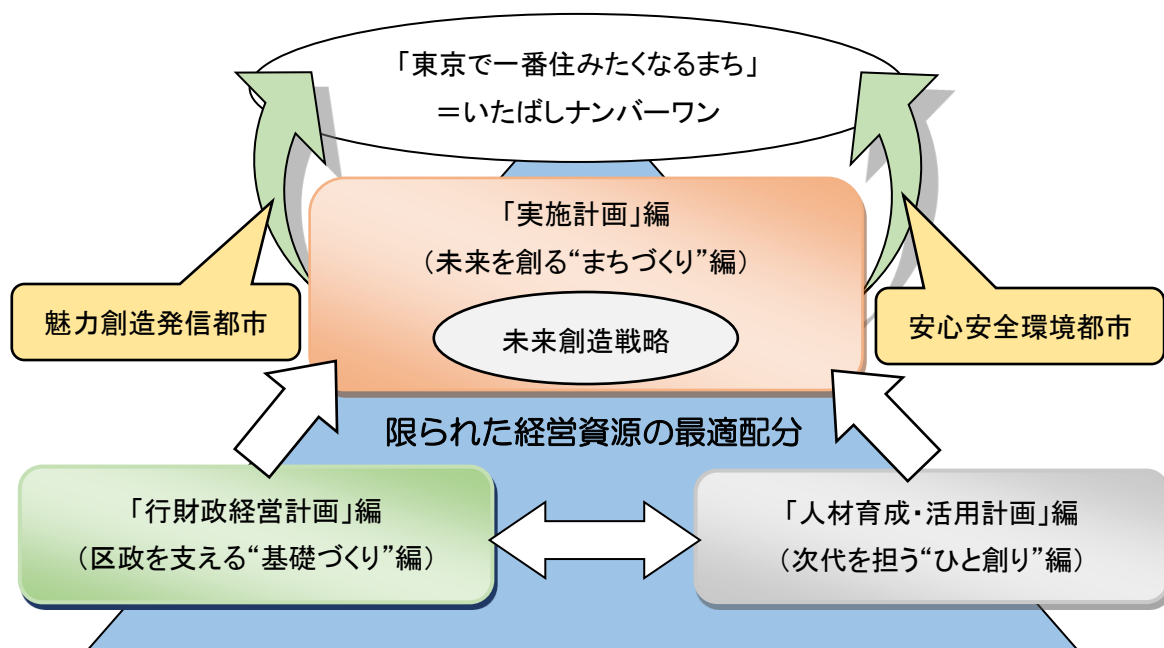 「東京で一番住みたくなるまち」
＝いたばしナンバーワン
「実施計画」編
（未来を創る“まちづくり”編）
未来創造戦略
魅力創造発信都市
安心安全環境都市
限られた経営資源の最適配分
「行財政経営計画」編
（区政を支える“基礎づくり”編）
「人材育成・活用計画」編
（次代を担う“ひと創り”編）